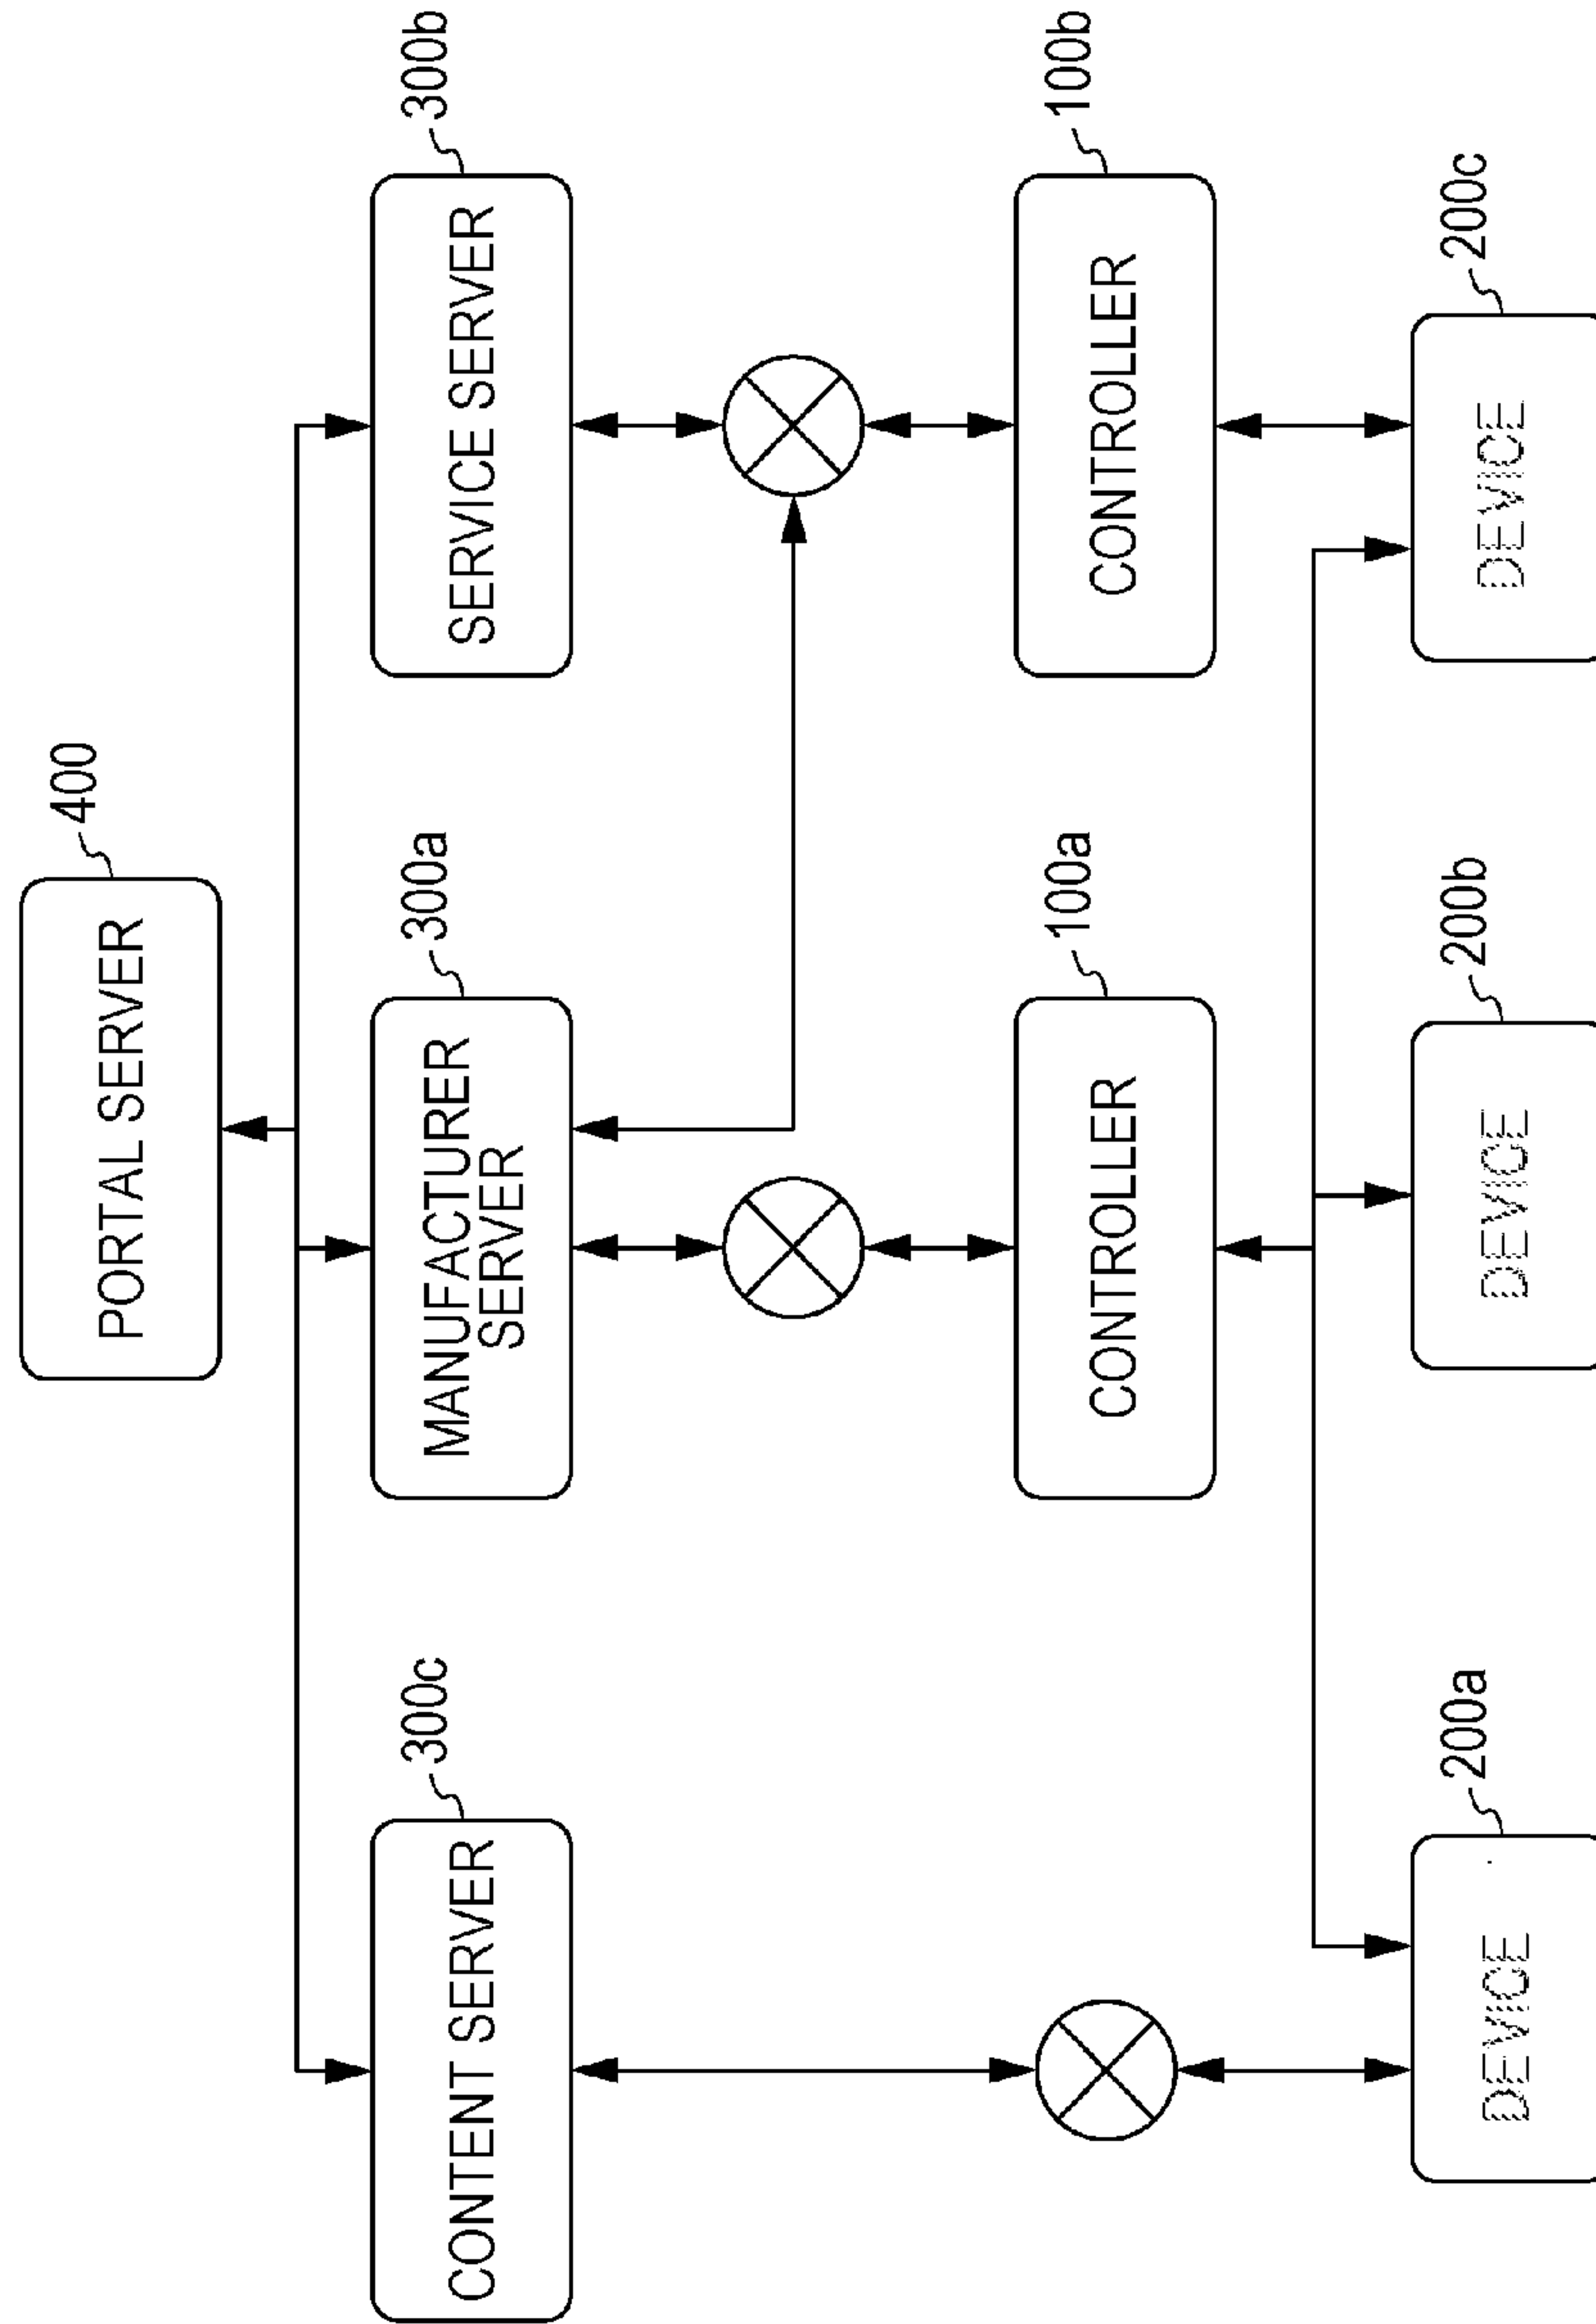 400
PORTAL SERVER
300c
CONTENT SERVER
300a
MANUFACTURER
SERVER
300b
SERVICE SERVER
100a
CONTROLLER
100b
CONTROLLER
200a
DEVICE
200b
DEVICE
200c
DEVICE